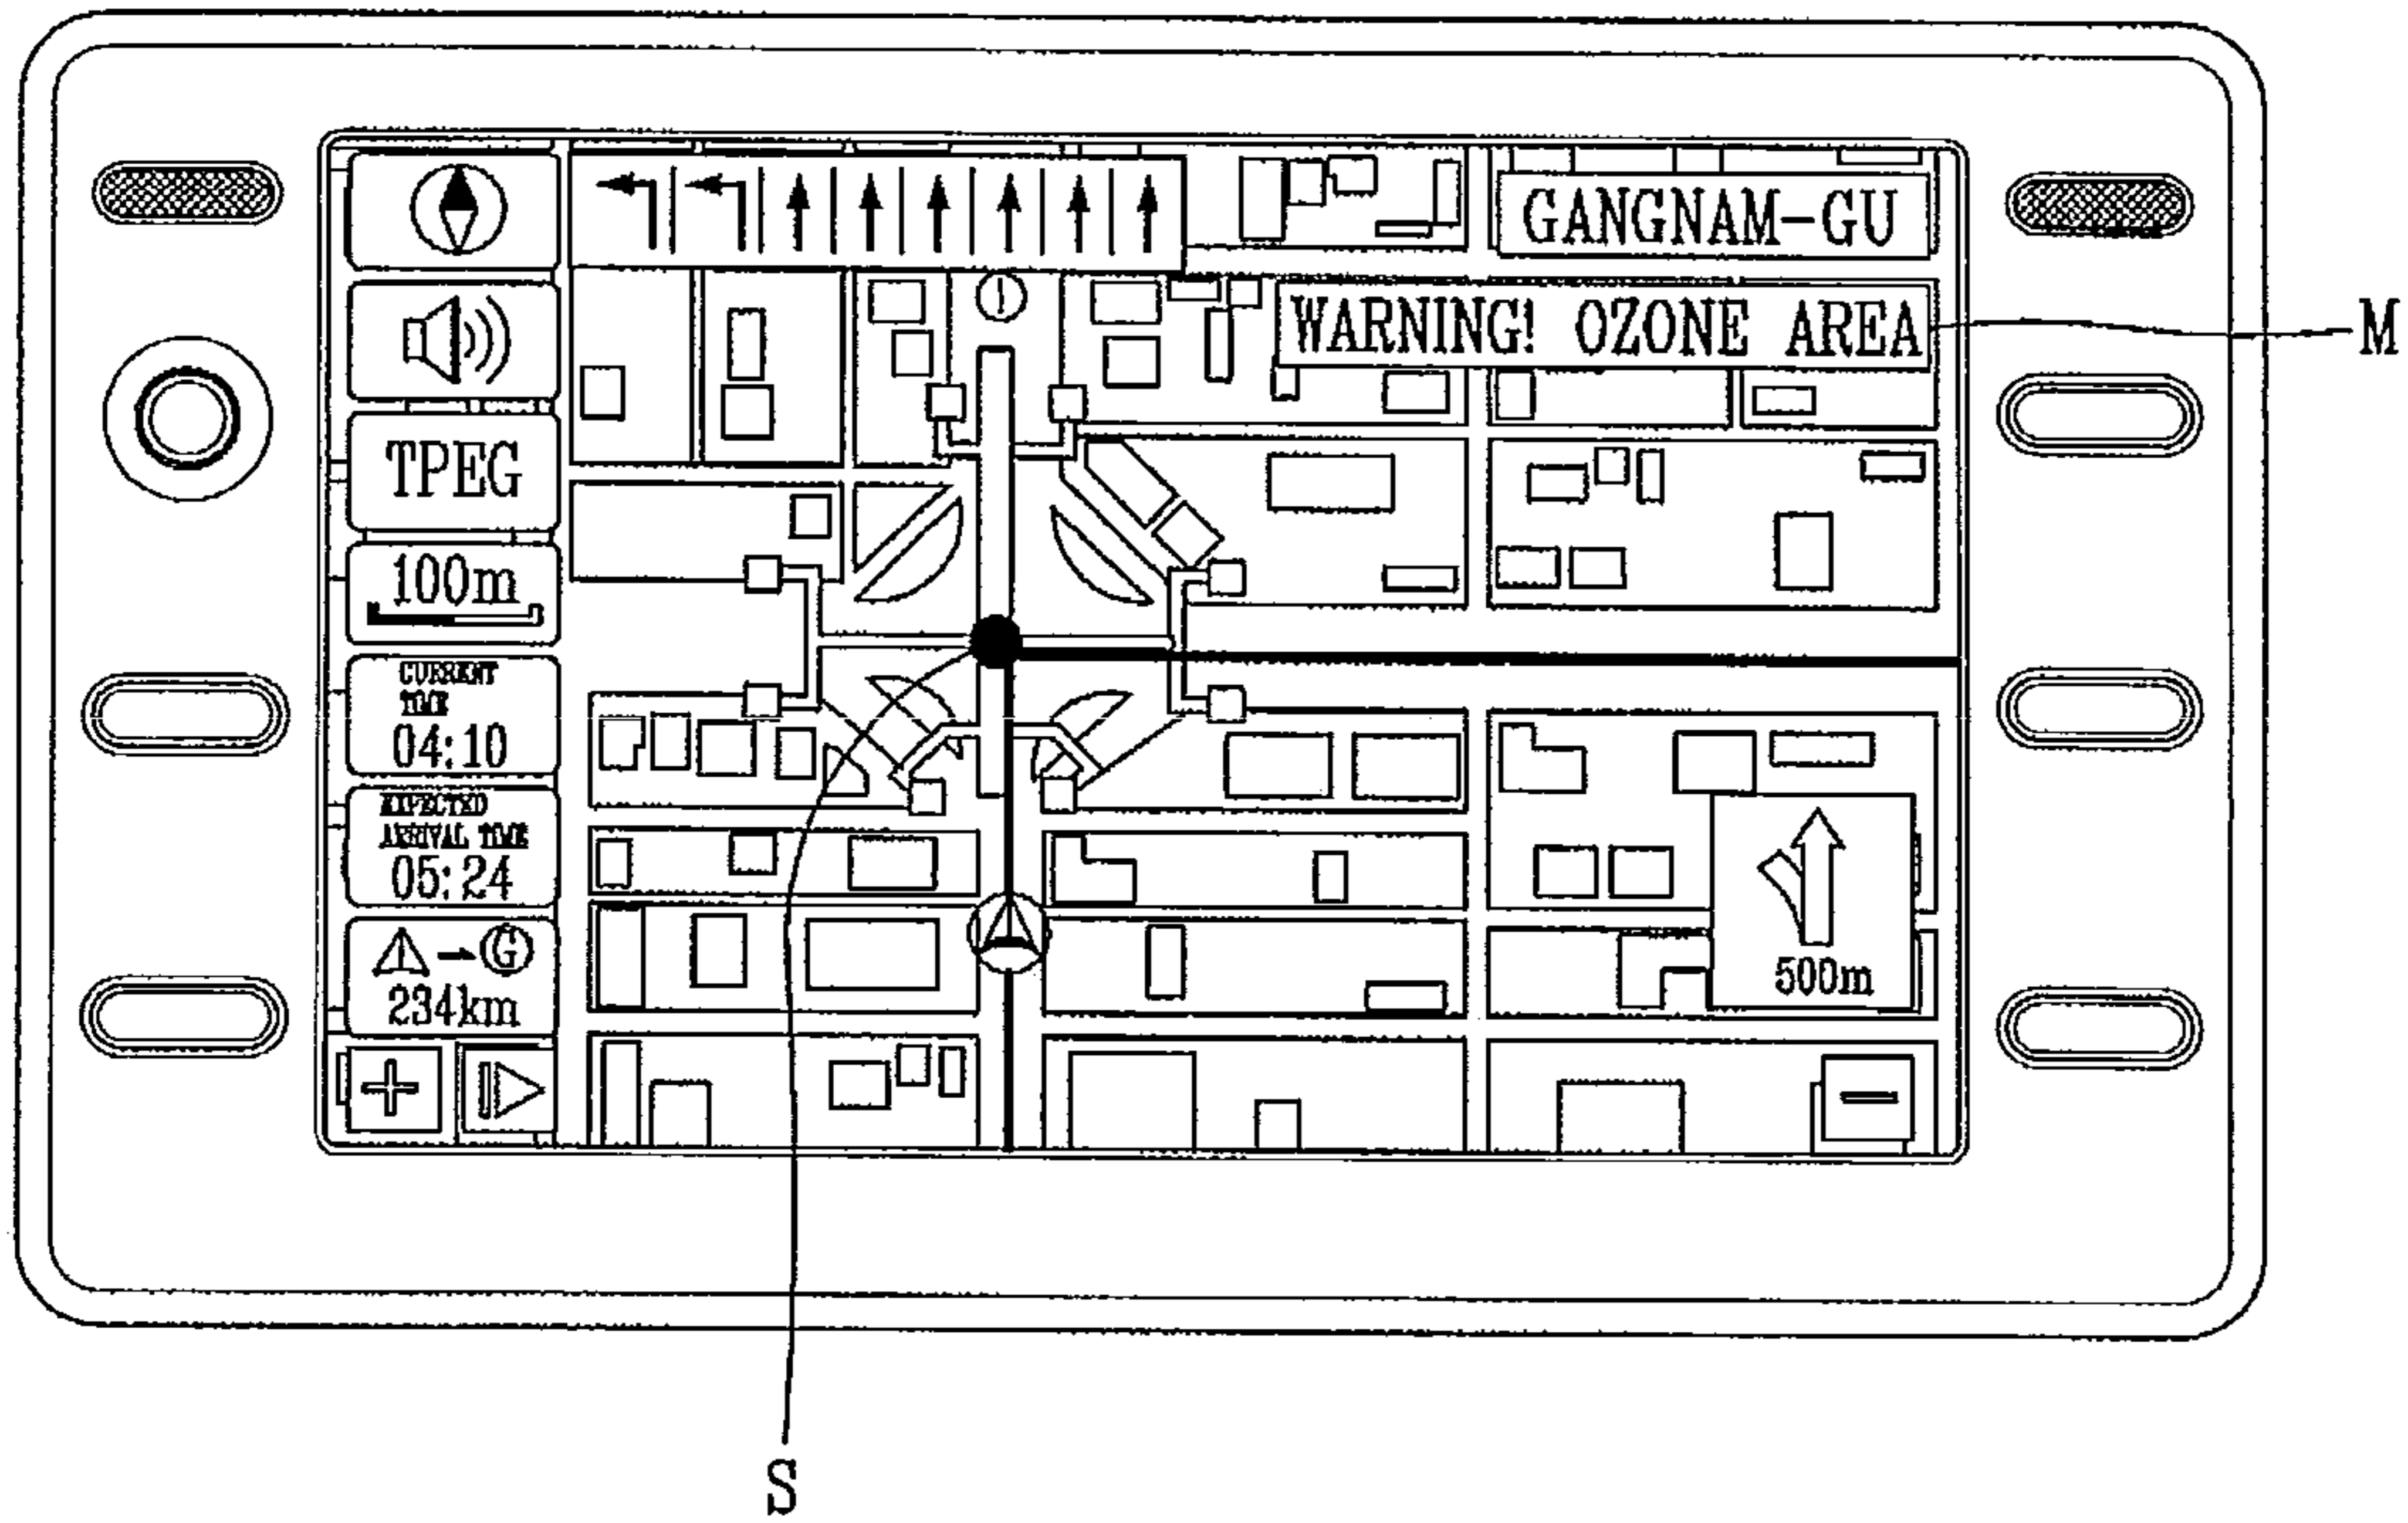 GANGNAM-GU
WARNING! OZONE AREA
M
TPEG
100m
CURRENT
TIME
04:10
EXPECTED
ARRIVAL TIME
05:24
G
234km
500m
S